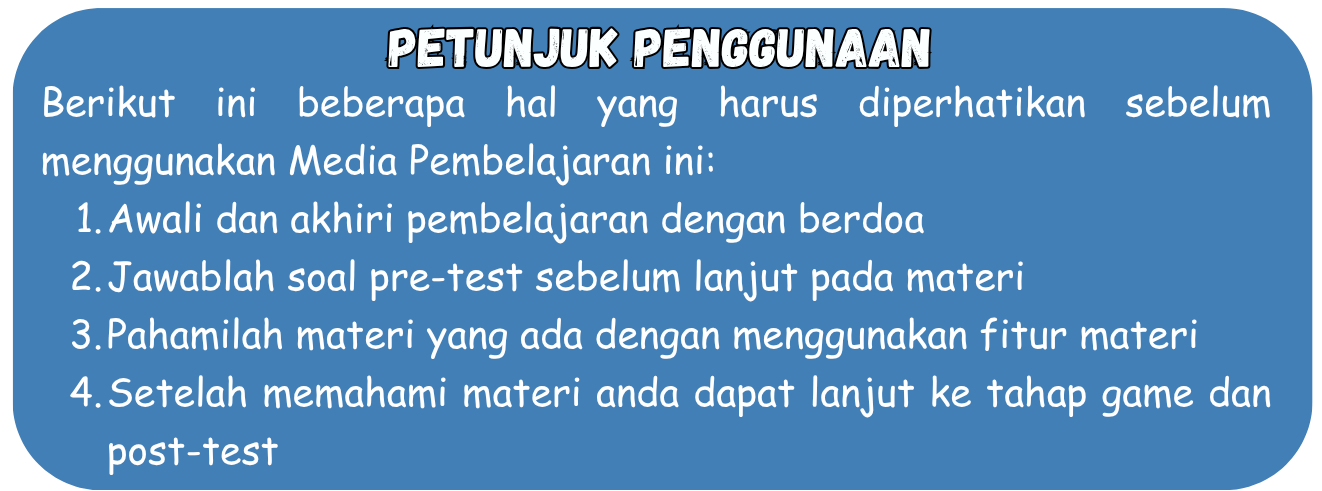 PETUNJUK PENGGUNAAN
Berikut ini beberapa hal yang harus diperhatikan sebelum
menggunakan Media Pembelajaran ini:
1. Awali dan akhiri pembelajaran dengan berdoa
2. Jawablah soal pre-test sebelum lanjut pada materi
3. Pahamilah materi yang ada dengan menggunakan fitur materi
4. Setelah memahami materi anda dapat lanjut ke tahap game dan
post-test